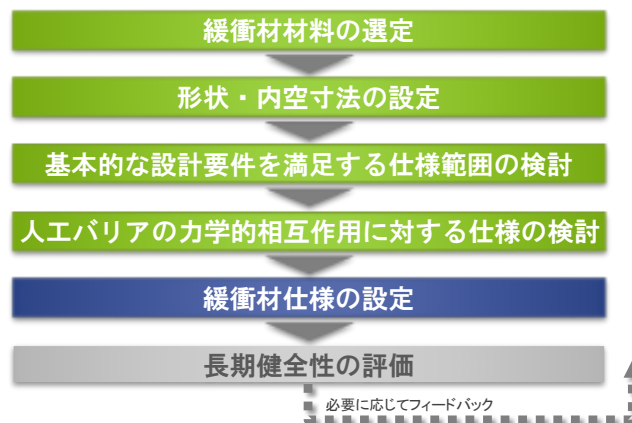 緩衝材材料の選定
形状・内空寸法の設定
基本的な設計要件を満足する仕様範囲の検討
人工バリアの力学的相互作用に対する仕様の検討
緩衝材仕様の設定
長期健全性の評価
必要に応じてフィードバック